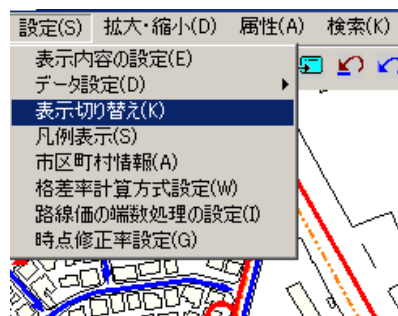 設定(S) 拡大・縮小(D) 属性(A) 検索(K)
表示内容の設定(E)
データ設定(D)
表示切り替え(K)
凡例表示(S)
市区町村情報(A)
格差率計算方式設定(W)
路線価の端数処理の設定(I)
時点修正率設定(G)